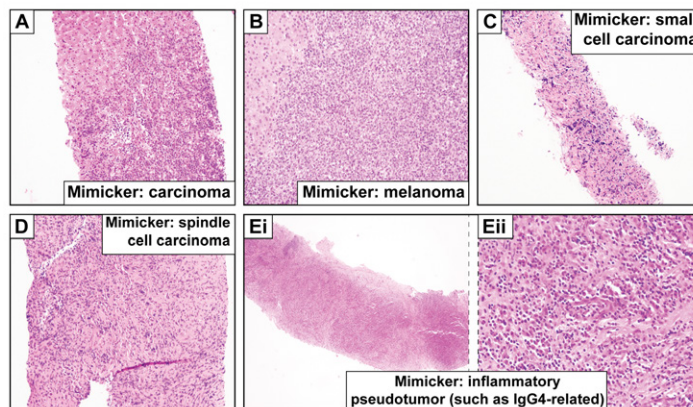 A
Mimicker: carcinoma
B
Mimicker: melanoma
C
Mimicker: small
cell carcinoma
D
Mimicker: spindle
cell carcinoma
Ei
Eii
Mimicker: inflammatory
pseudotumor (such as IgG4-related)